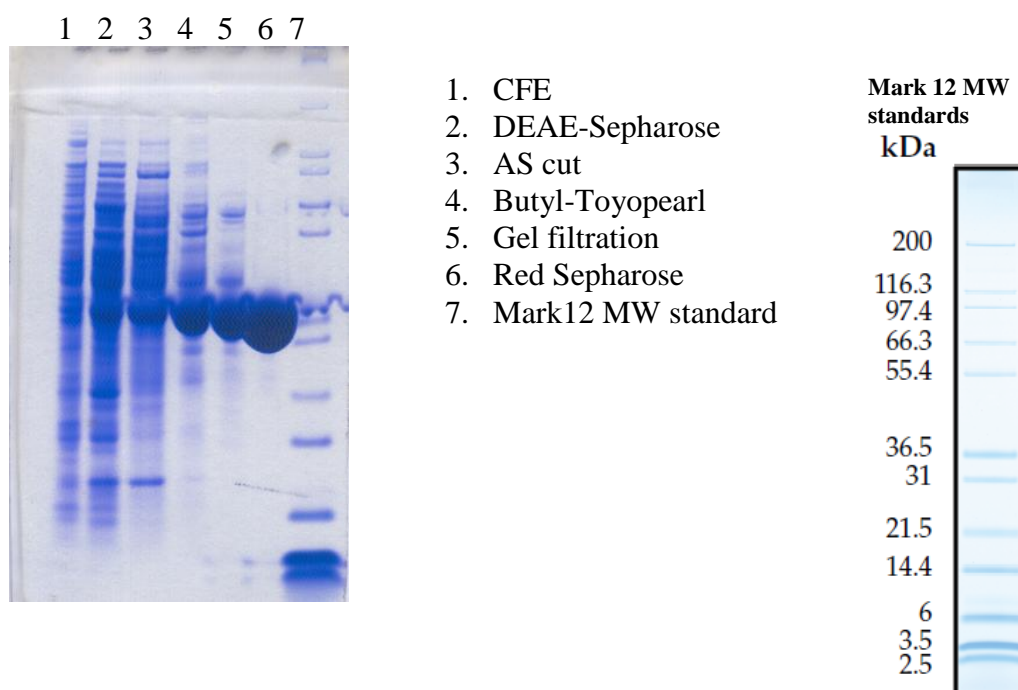 1 2 3 4 5 6 7
1. CFE
2. DEAE-Sepharose
3. AS cut
4. Butyl-Toyopearl
5. Gel filtration
6. Red Sepharose
7. Mark12 MW standard
Mark 12 MW
standards
kDa
200
116.3
97.4
66.3
55.4
36.5
31
21.5
14.4
6
3.5
2.5